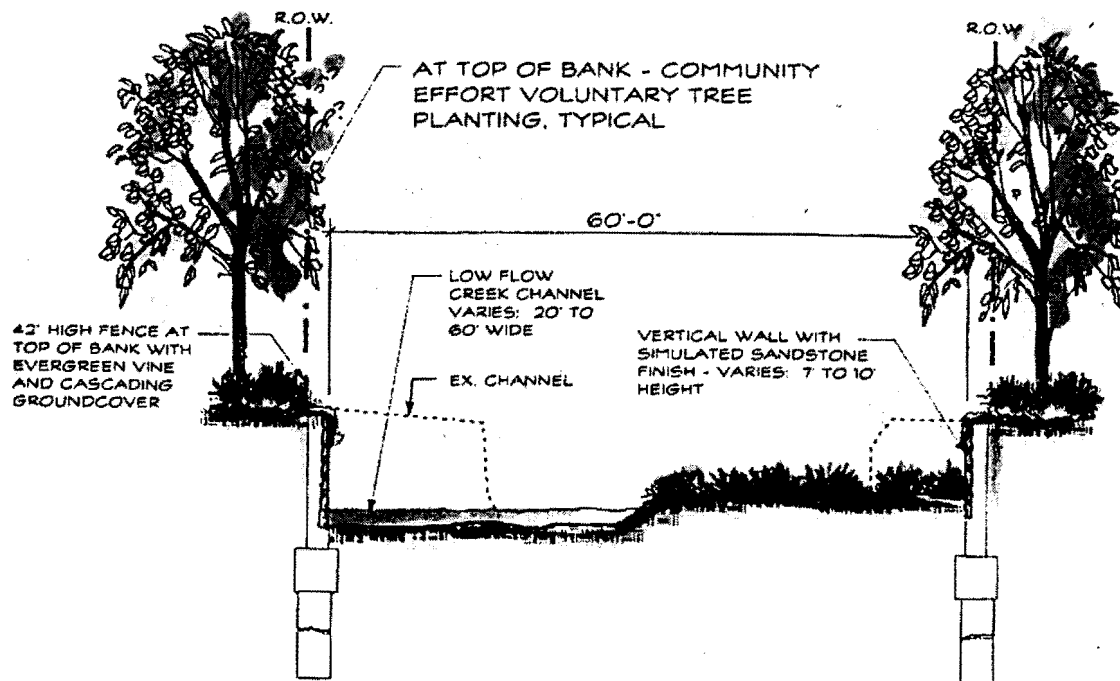 R.O.W.
R.O.W.
AT TOP OF BANK - COMMUNITY
EFFORT VOLUNTARY TREE
PLANTING, TYPICAL
60'-0"
LOW FLOW
CREEK CHANNEL
VARIES: 20' TO
60' WIDE
42" HIGH FENCE AT
TOP OF BANK WITH
EVERGREEN VINE
AND CASCADING
GROUNDCOVER
EX. CHANNEL
VERTICAL WALL WITH
SIMULATED SANDSTONE
FINISH - VARIES: 7' TO 10'
HEIGHT